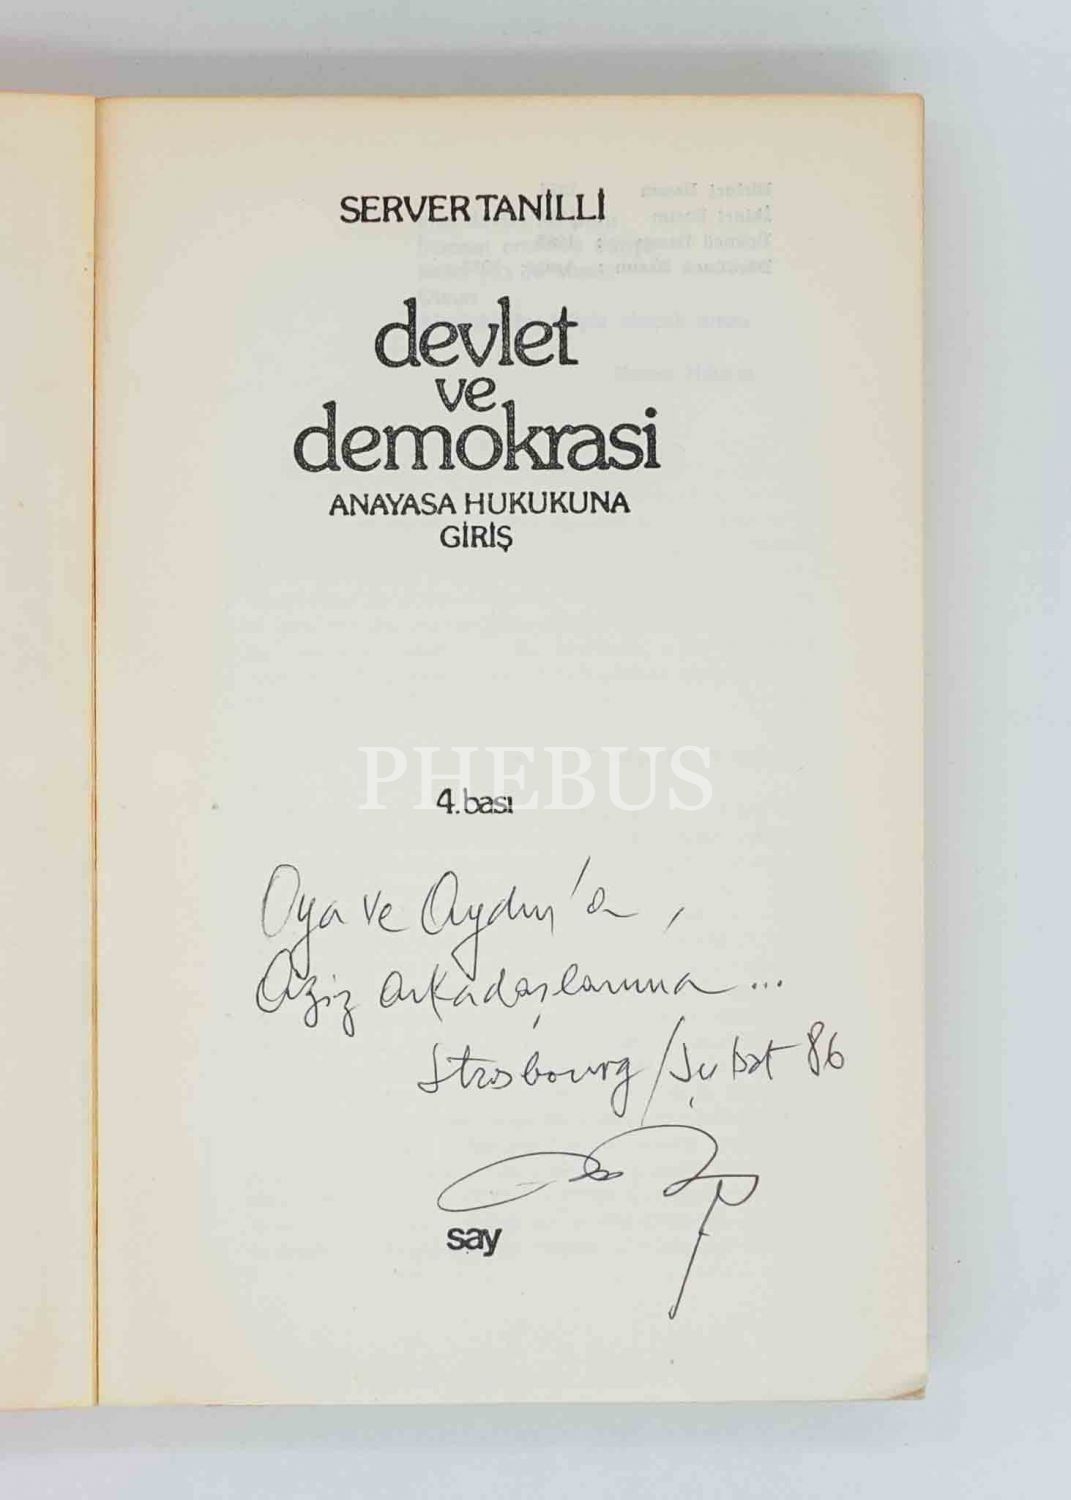 SERVER TANİLLİ
devlet
ve
demokrasi
ANAYASA HUKUKUNA
GİRİŞ
PHEBUS
4.bası
Oya ve Aydın'a,
Aziz arkadaşlarıma...
Strasbourg/Şubat 86
say